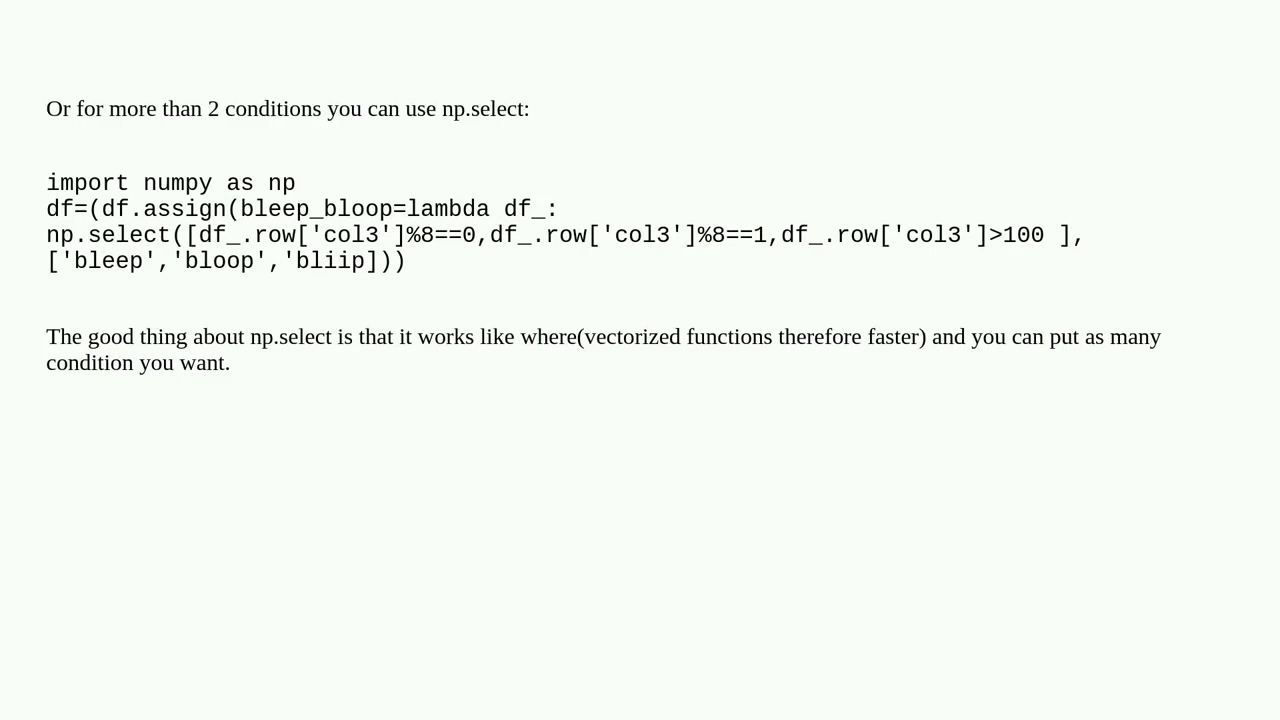 Or for more than 2 conditions you can use np.select:
import numpy as np
df=(df.assign(bleep_bloop=lambda df_:
np.select([df_.row['col3']%8==0,df_.row['col3']%8==1,df_.row['col3']>100 ],
['bleep','bloop','bliip]))
The good thing about np.select is that it works like where(vectorized functions therefore faster) and you can put as many
condition you want.